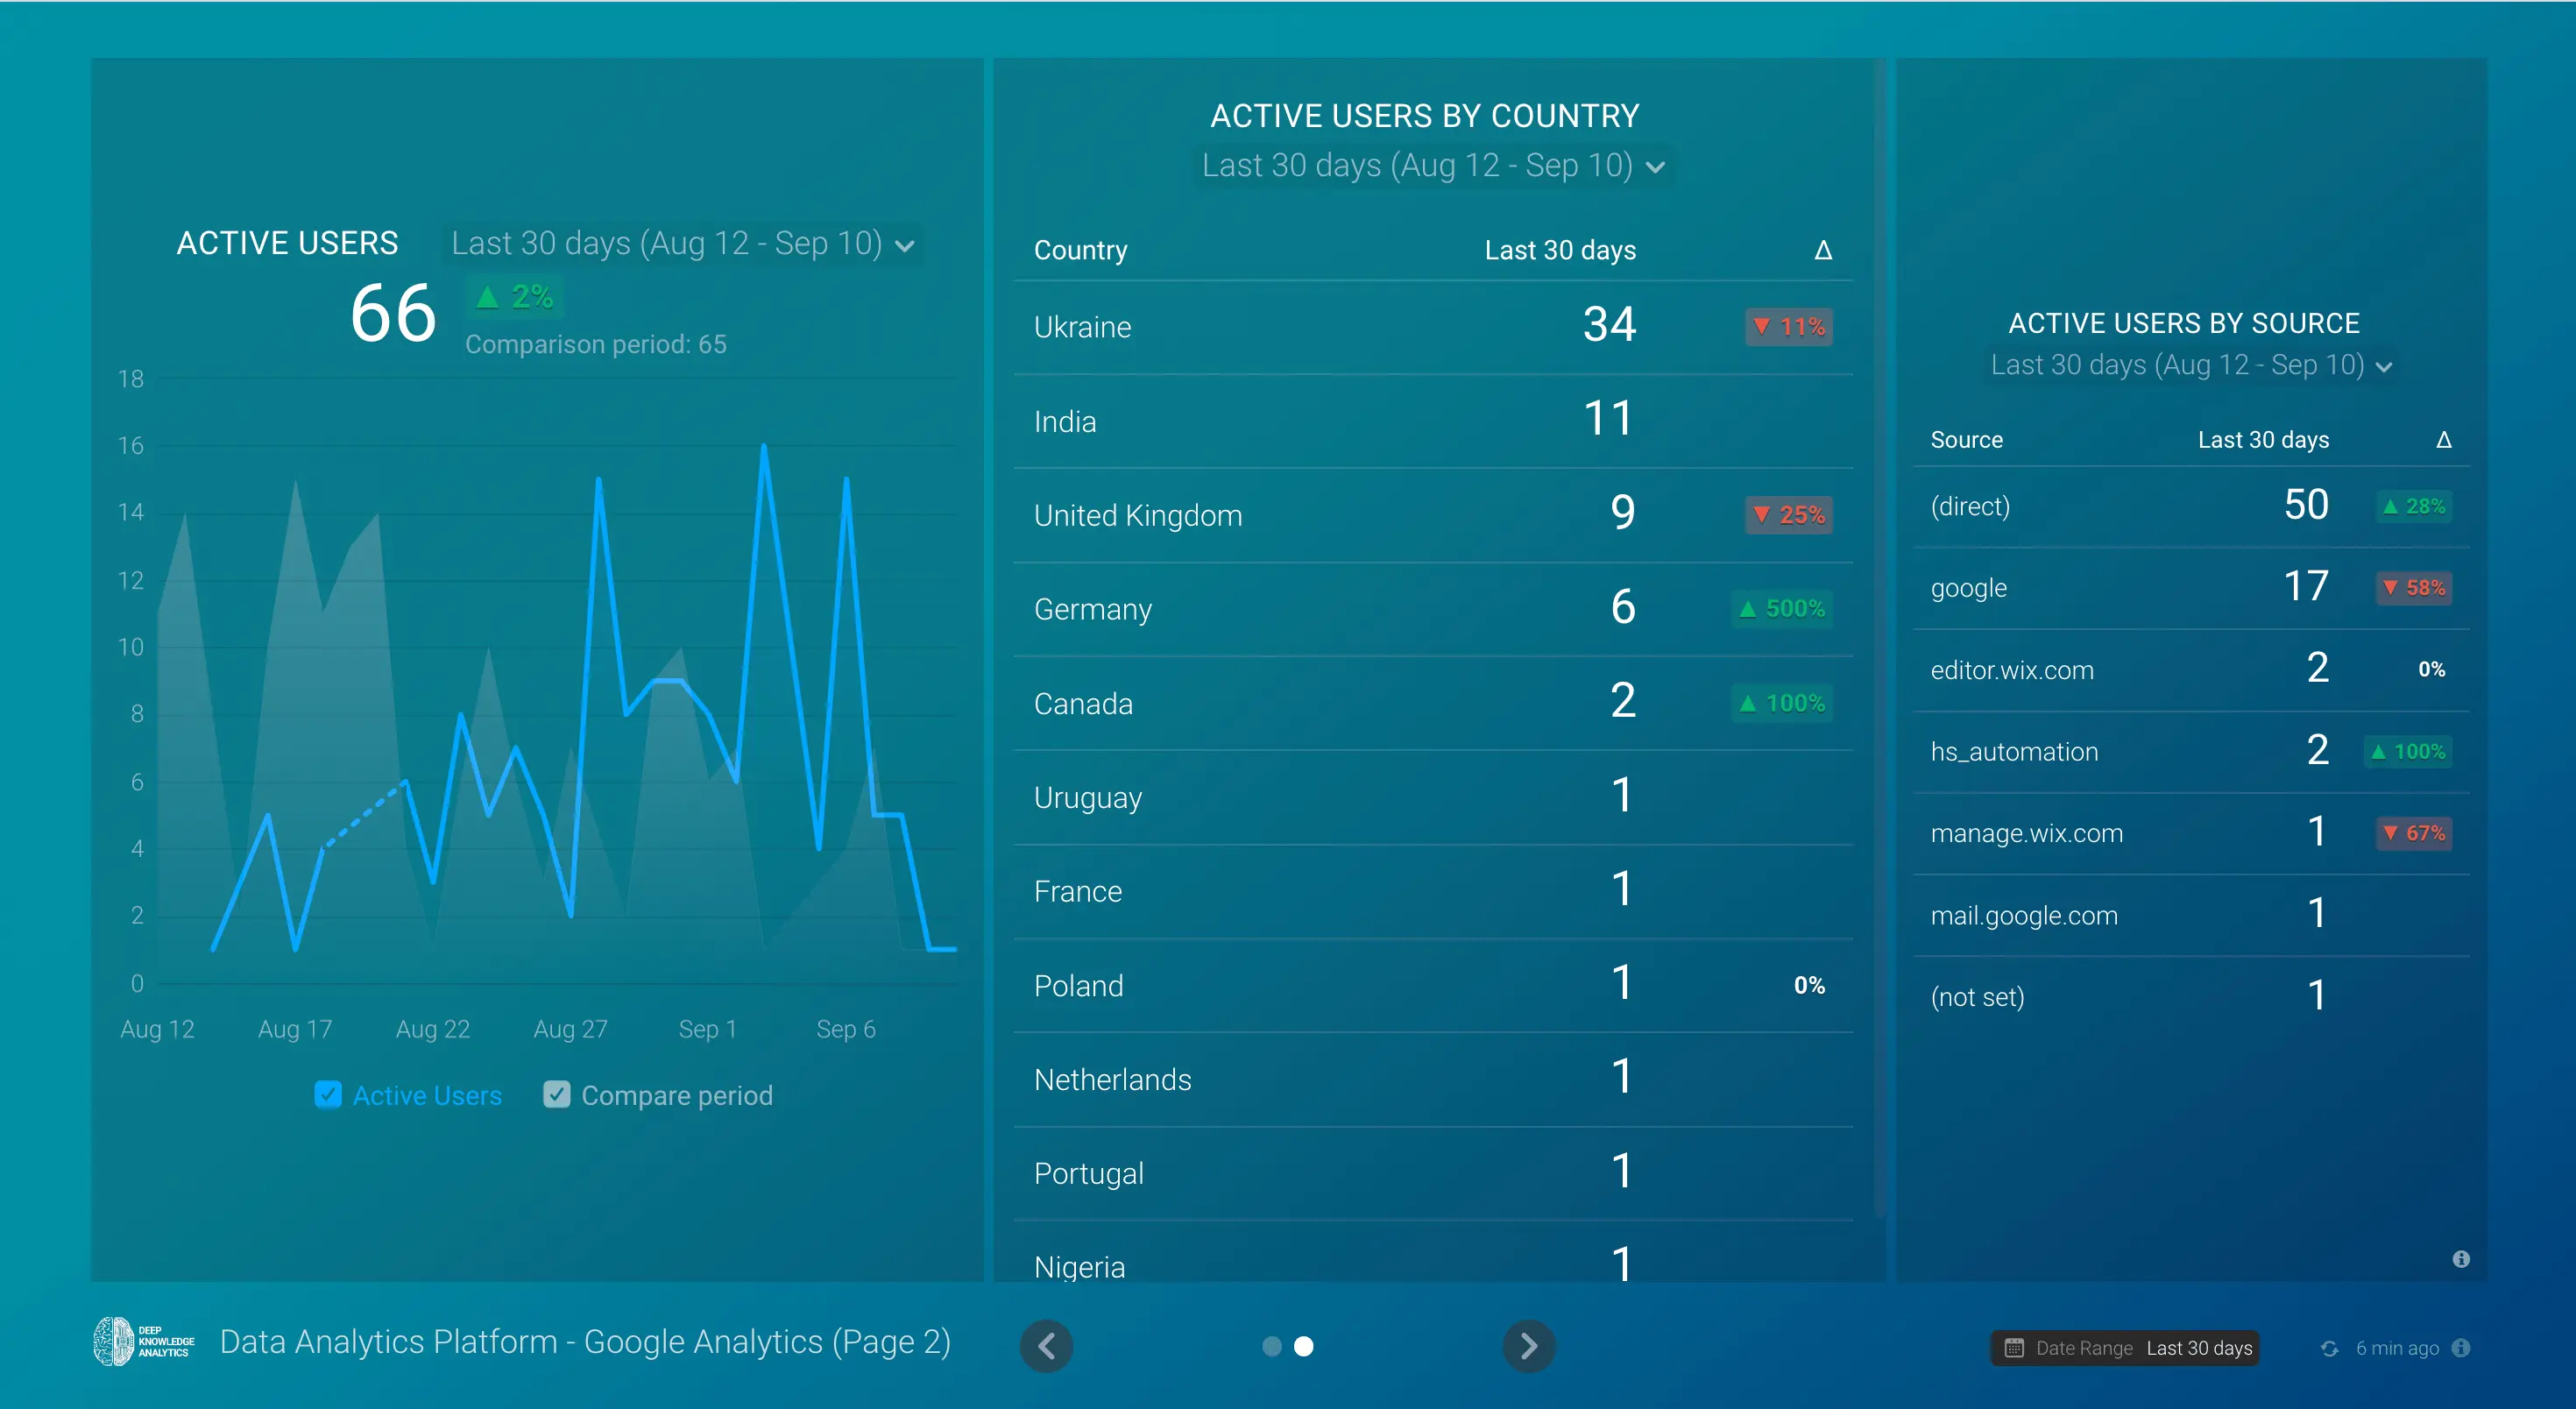 ACTIVE USERS Last 30 days (Aug 12 - Sep 10)
66 ▲ 2%
Comparison period: 65
18
16
14
12
10
8
6
4
2
0
Aug 12 Aug 17 Aug 22 Aug 27 Sep 1 Sep 6
Active Users Compare period
ACTIVE USERS BY COUNTRY
Last 30 days (Aug 12 - Sep 10)
Country Last 30 days Δ
Ukraine 34 ▼ 11%
India 11
United Kingdom 9 ▼ 25%
Germany 6 ▲ 500%
Canada 2 ▲ 100%
Uruguay 1
France 1
Poland 1 0%
Netherlands 1
Portugal 1
Nigeria 1
ACTIVE USERS BY SOURCE
Last 30 days (Aug 12 - Sep 10)
Source Last 30 days Δ
(direct) 50 ▲ 28%
google 17 ▼ 58%
editor.wix.com 2 0%
hs_automation 2 ▲ 100%
manage.wix.com 1 ▼ 67%
mail.google.com 1
(not set) 1
DEEP
KNOWLEDGE
ANALYTICS
Data Analytics Platform - Google Analytics (Page 2)
Date Range Last 30 days
6 min ago